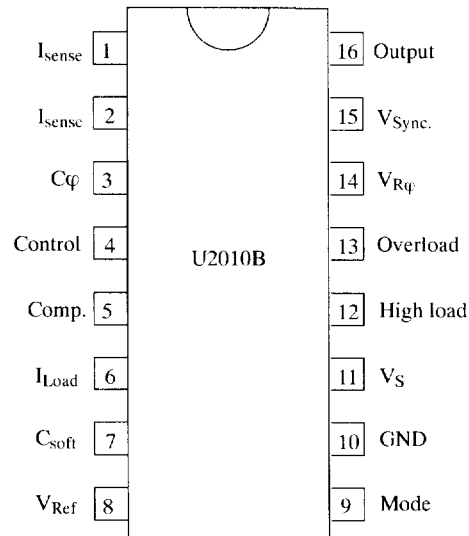 Isense 1 16 Output
Isense 2 15 VSync.
Cφ 3 14 VRφ
Control 4 13 Overload
U2010B
Comp. 5 12 High load
ILoad 6 11 VS
Csoft 7 10 GND
VRef 8 9 Mode